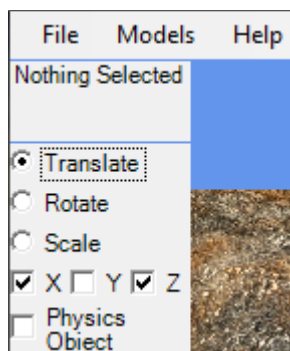 File Models Help
Nothing Selected
Translate
Rotate
Scale
X Y Z
Physics
Object